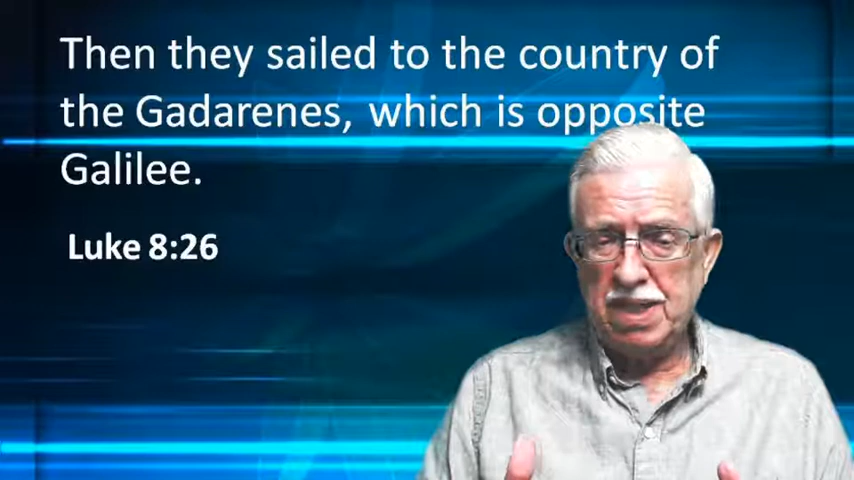 Then they sailed to the country of
the Gadarenes, which is opposite
Galilee.
Luke 8:26